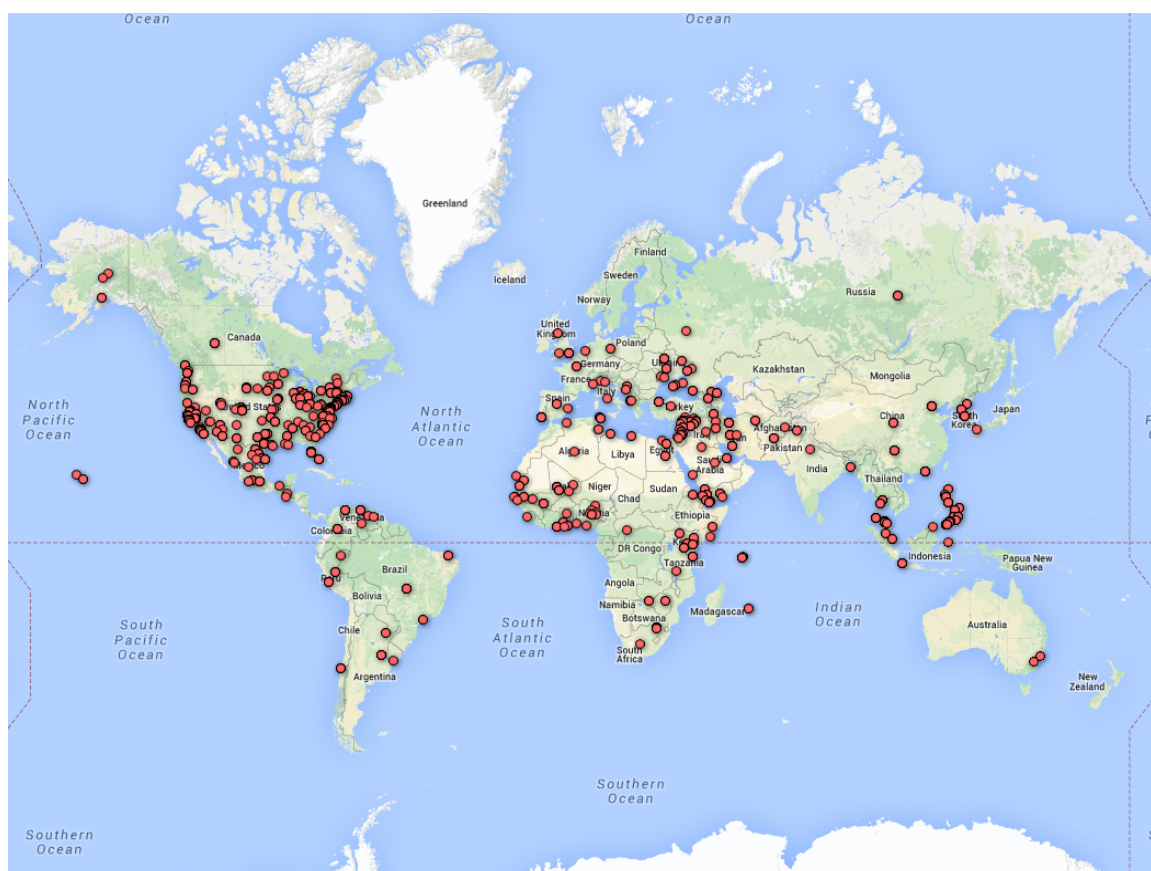 Ocean
Ocean
Greenland
Iceland
Finland
Sweden
Norway
Russia
Canada
United
Kingdom
Poland
Germany
France
Italy
Spain
Kazakhstan
Mongolia
North
Pacific
Ocean
North
Atlantic
Ocean
Turkey
Afghanistan
Pakistan
China
South
Korea
Japan
Algeria
Libya
Egypt
Saudi
Arabia
India
Thailand
Niger
Chad
Sudan
Ethiopia
Venezuela
Colombia
DR Congo
Tanzania
Indonesia
Papua New
Guinea
Brazil
Peru
Bolivia
Angola
Namibia
Botswana
Madagascar
Indian
Ocean
South
Pacific
Ocean
Chile
South
Atlantic
Ocean
South
Africa
Australia
Argentina
New
Zealand
Southern
Ocean
Southern
Ocean